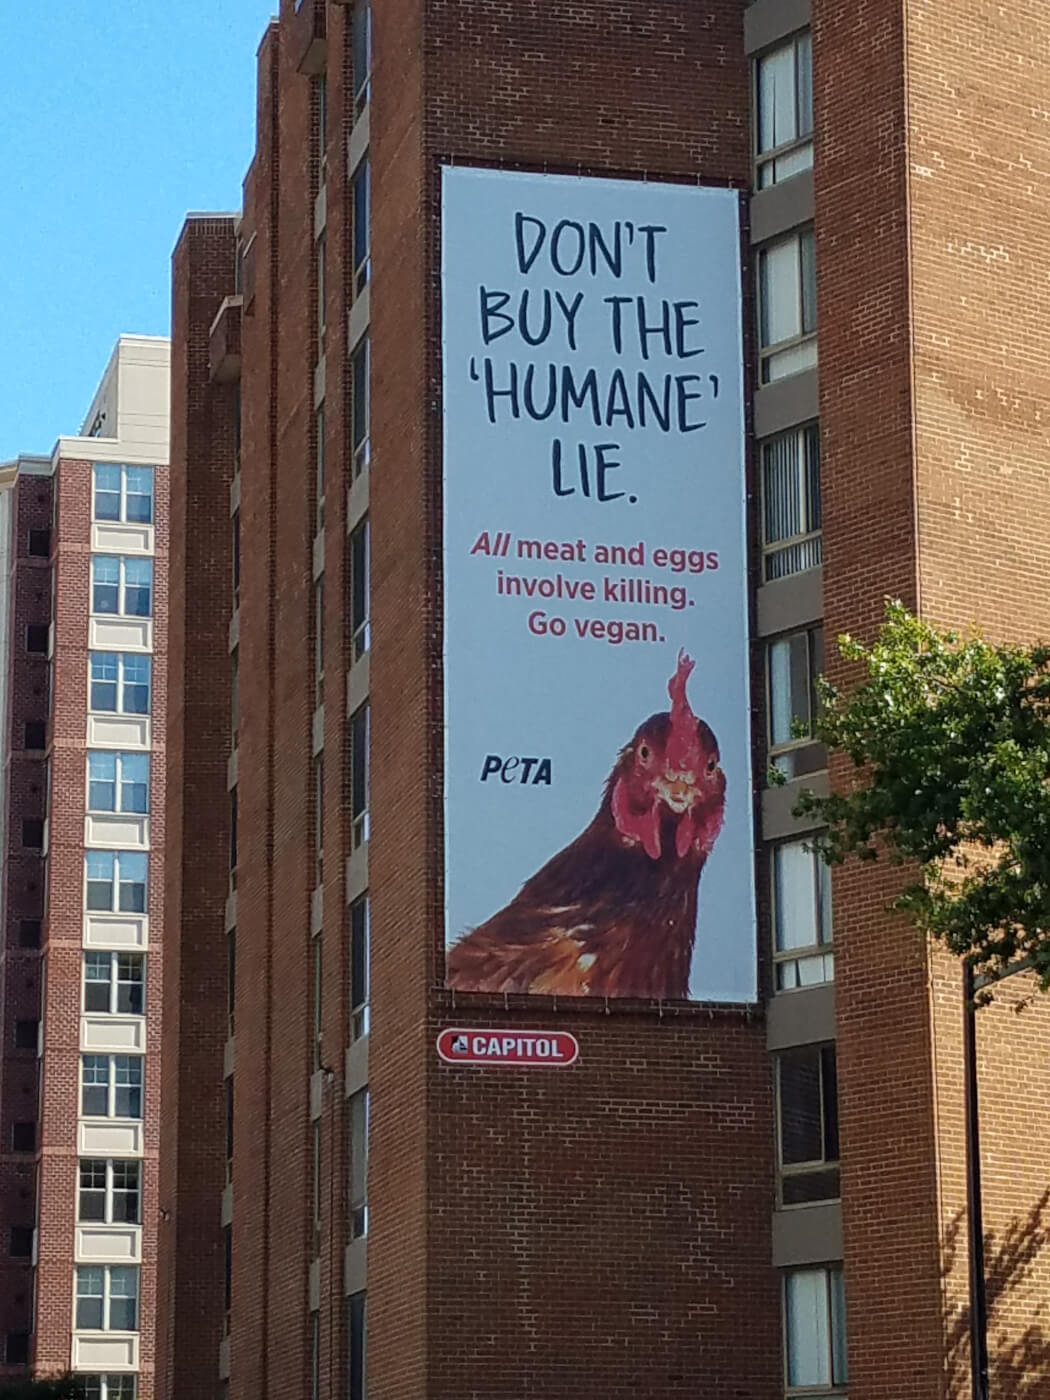 DON'T
BUY THE
'HUMANE'
LIE.
All meat and eggs
involve killing.
Go vegan.
PeTA
CAPITOL